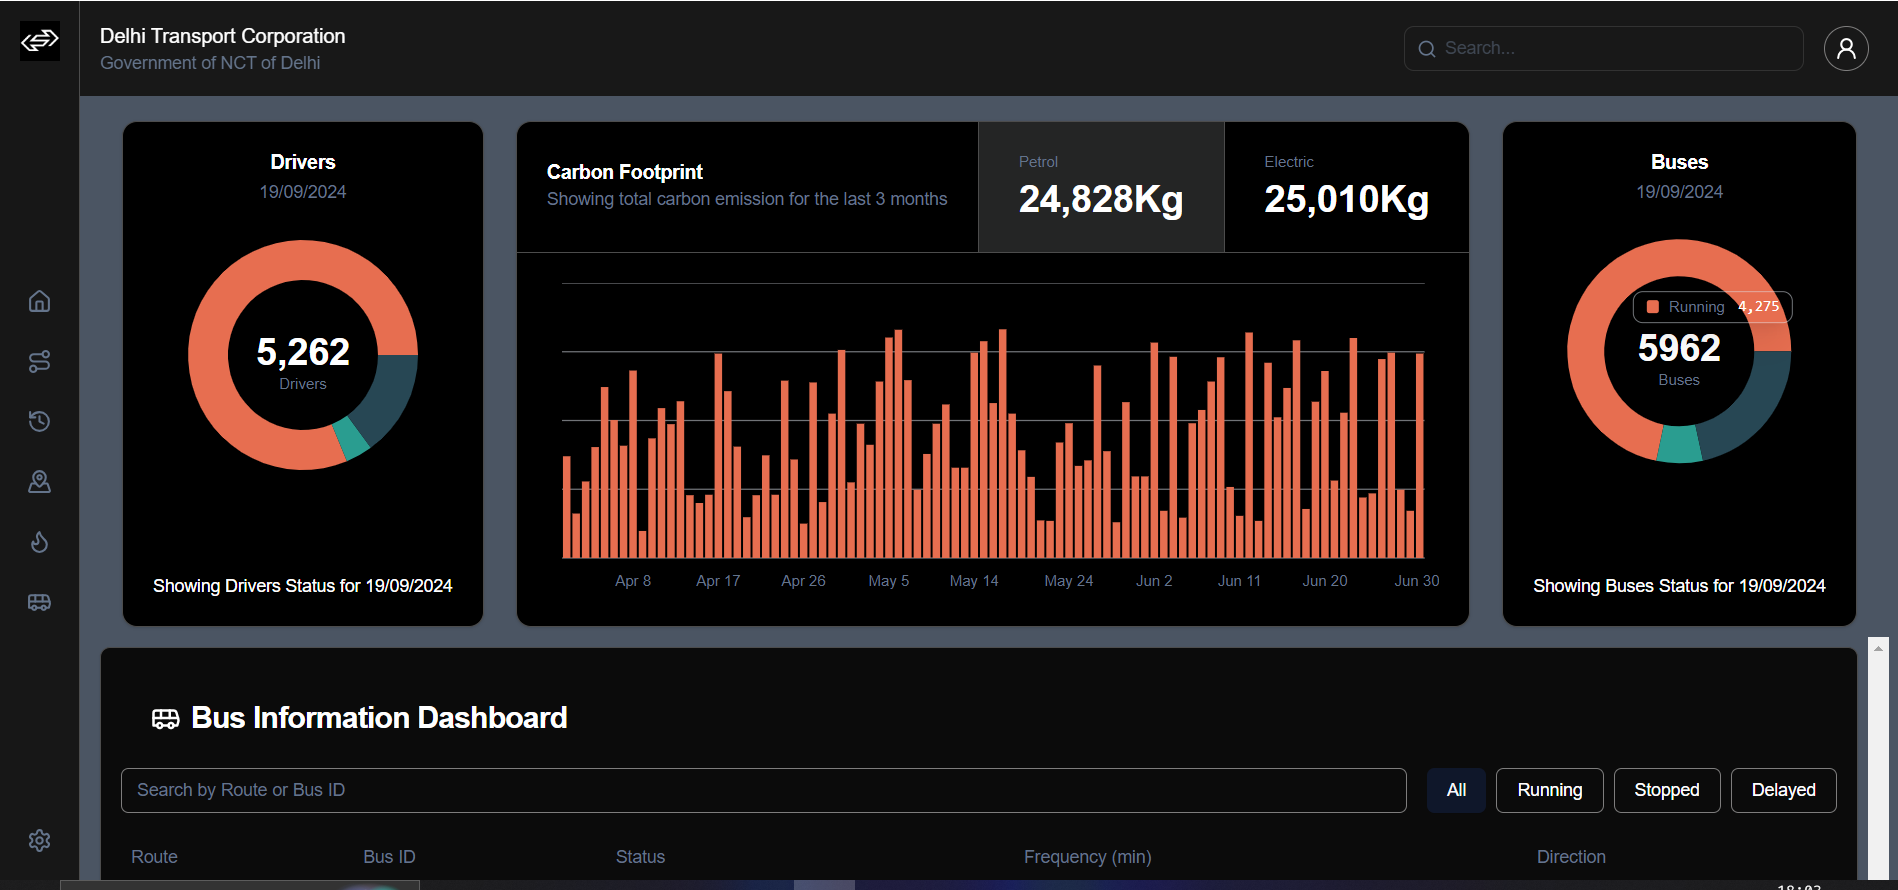 Delhi Transport Corporation
Government of NCT of Delhi
Search...
Drivers
19/09/2024
5,262
Drivers
Showing Drivers Status for 19/09/2024
Carbon Footprint
Showing total carbon emission for the last 3 months
Petrol
24,828Kg
Electric
25,010Kg
Apr 8 Apr 17 Apr 26 May 5 May 14 May 24 Jun 2 Jun 11 Jun 20 Jun 30
Buses
19/09/2024
Running 4,275
5962
Buses
Showing Buses Status for 19/09/2024
Bus Information Dashboard
Search by Route or Bus ID
All Running Stopped Delayed
Route Bus ID Status Frequency (min) Direction